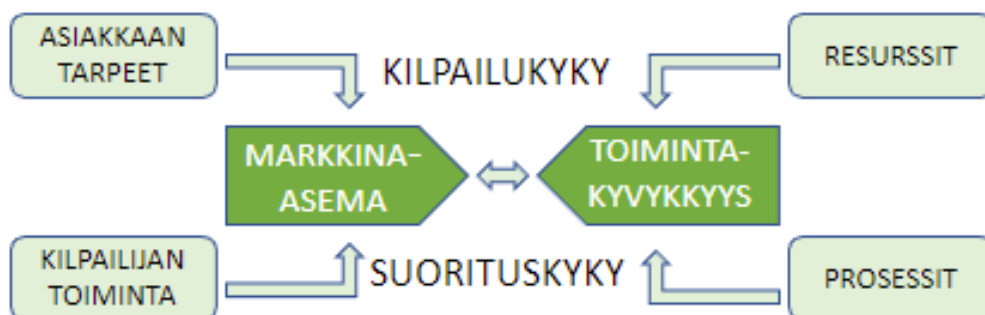 ASIAKKAAN
TARPEET
KILPAILUKYKY
RESURSSIT
MARKKINA-
ASEMA
TOIMINTA-
KYVYKKYYS
KILPAILIJAN
TOIMINTA
SUORITUSKYKY
PROSESSIT